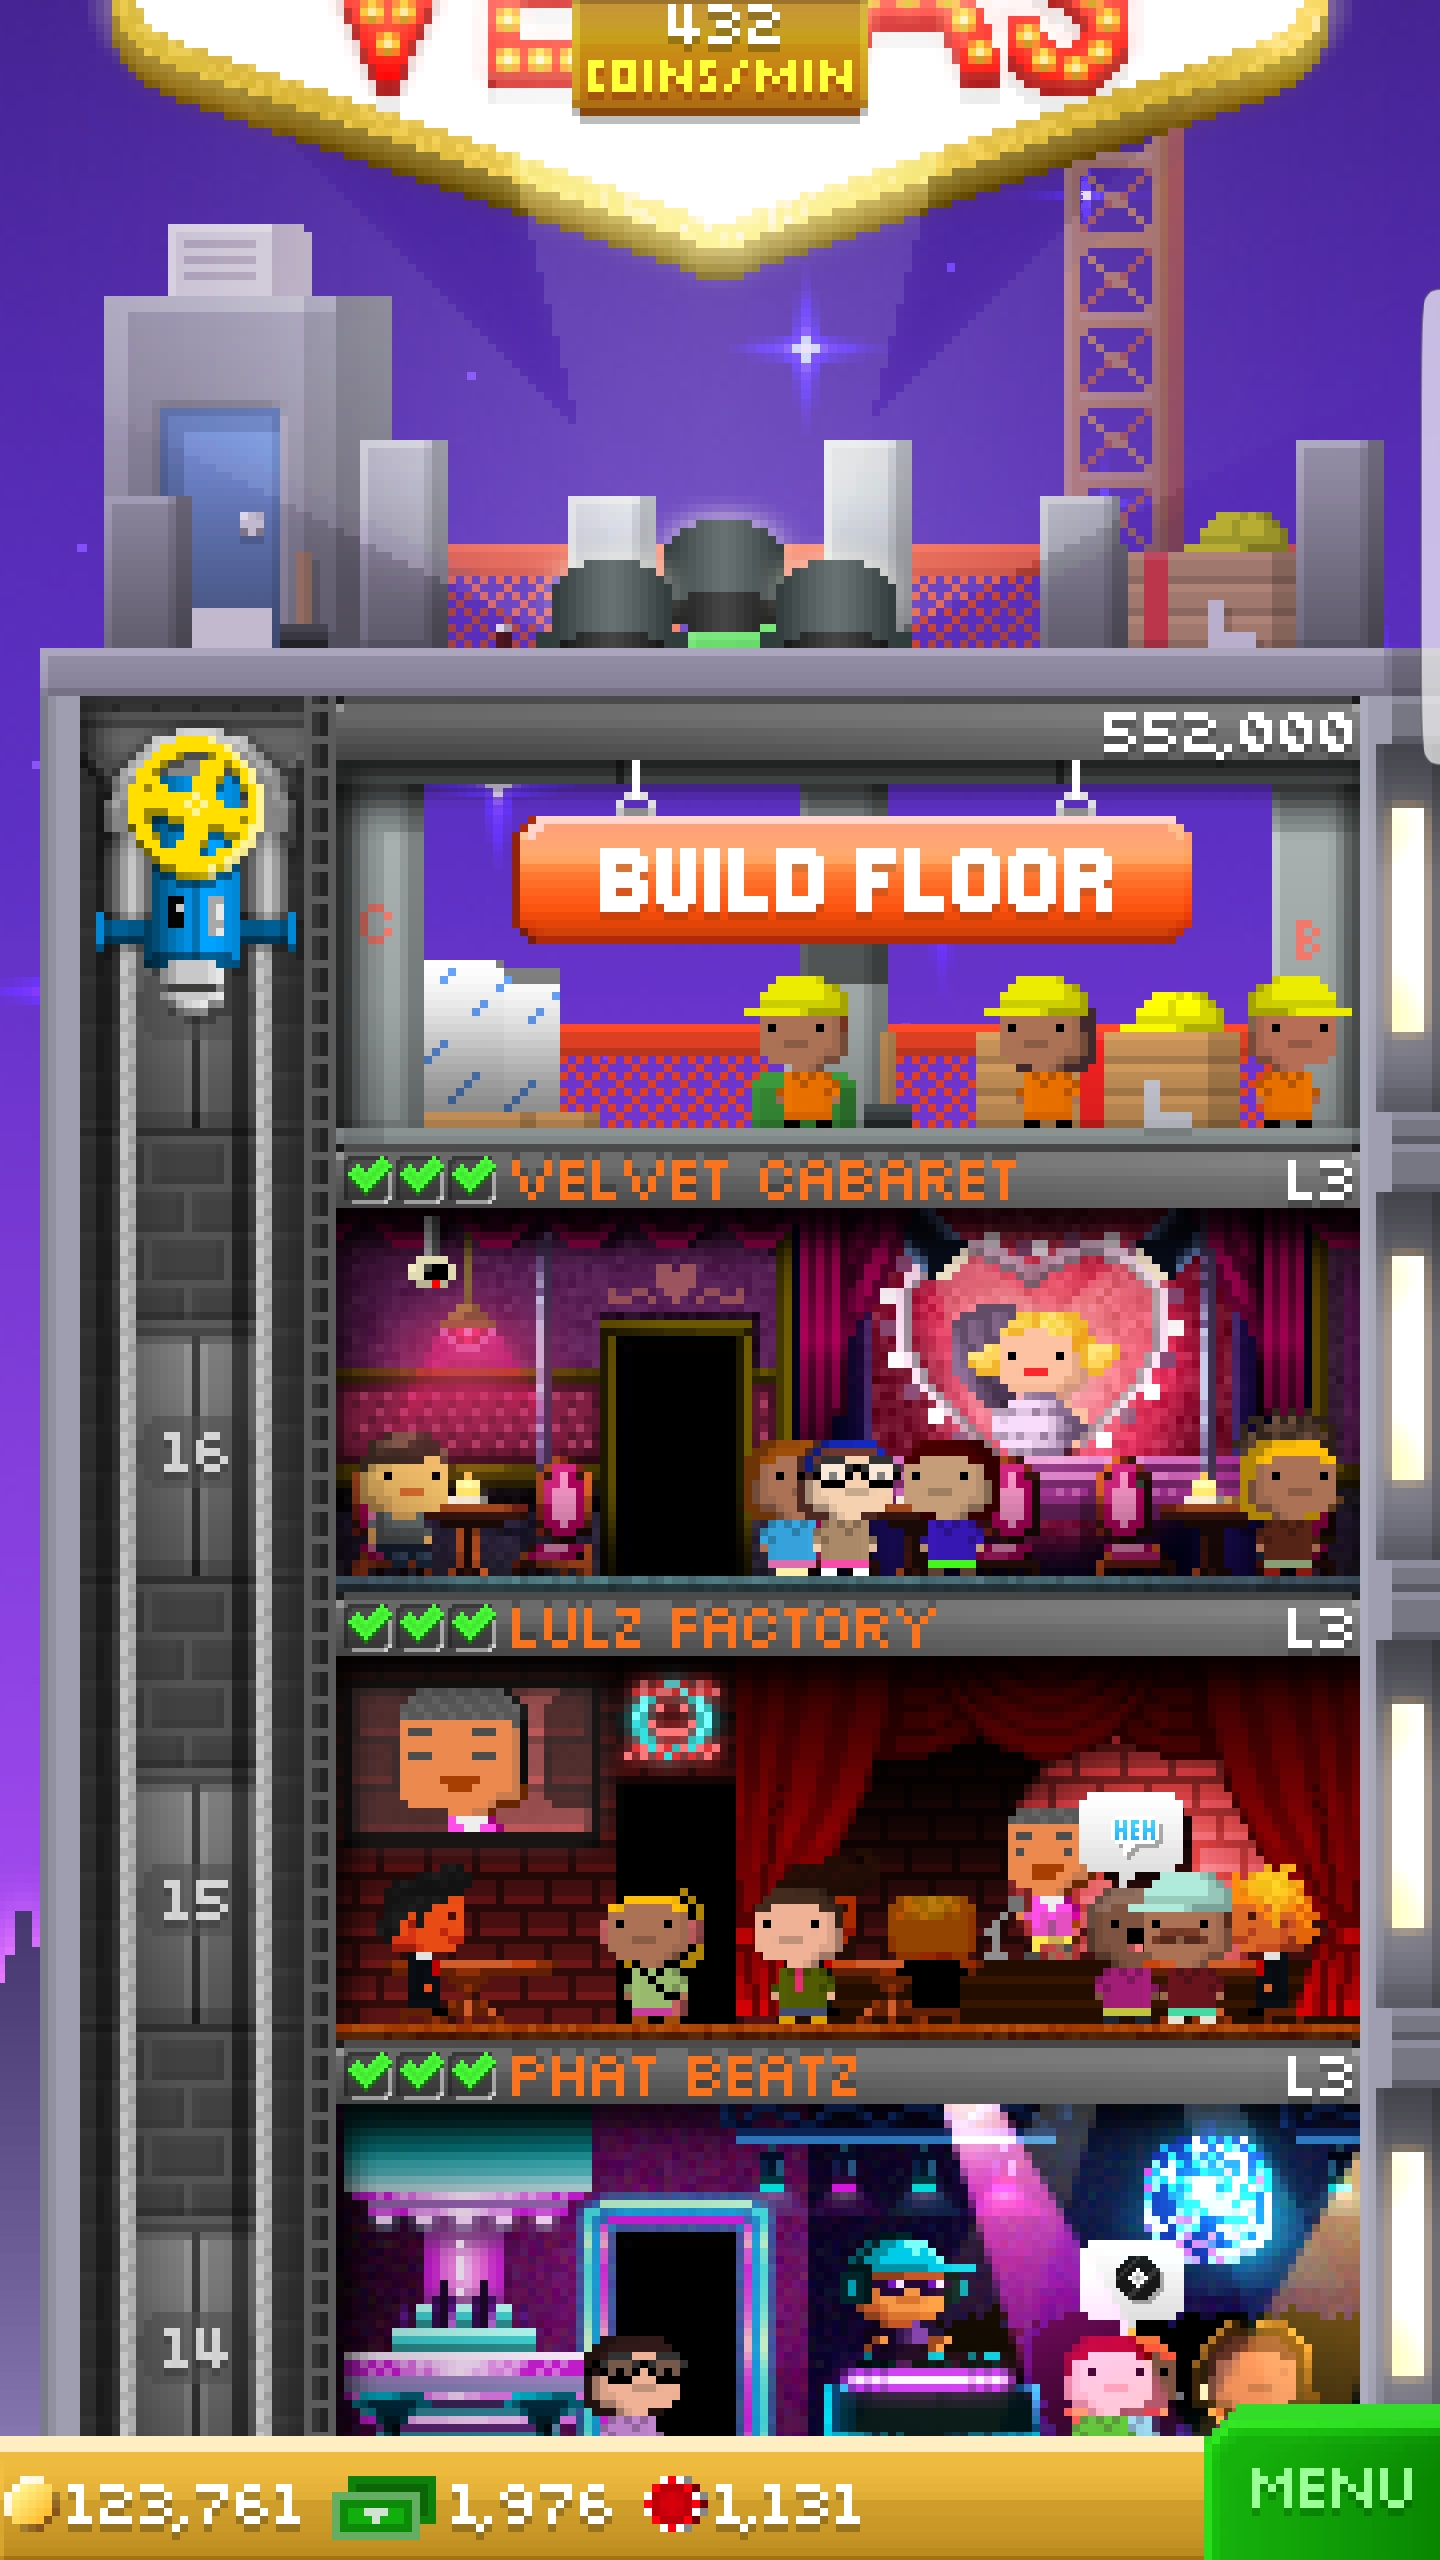 VEGAS
432
COINS/MIN
552,000
BUILD FLOOR
C
B
VELVET CABARET L3
16
LULZ FACTORY L3
HEH
15
PHAT BEATZ L3
14
123,761 1,976 1,131
MENU